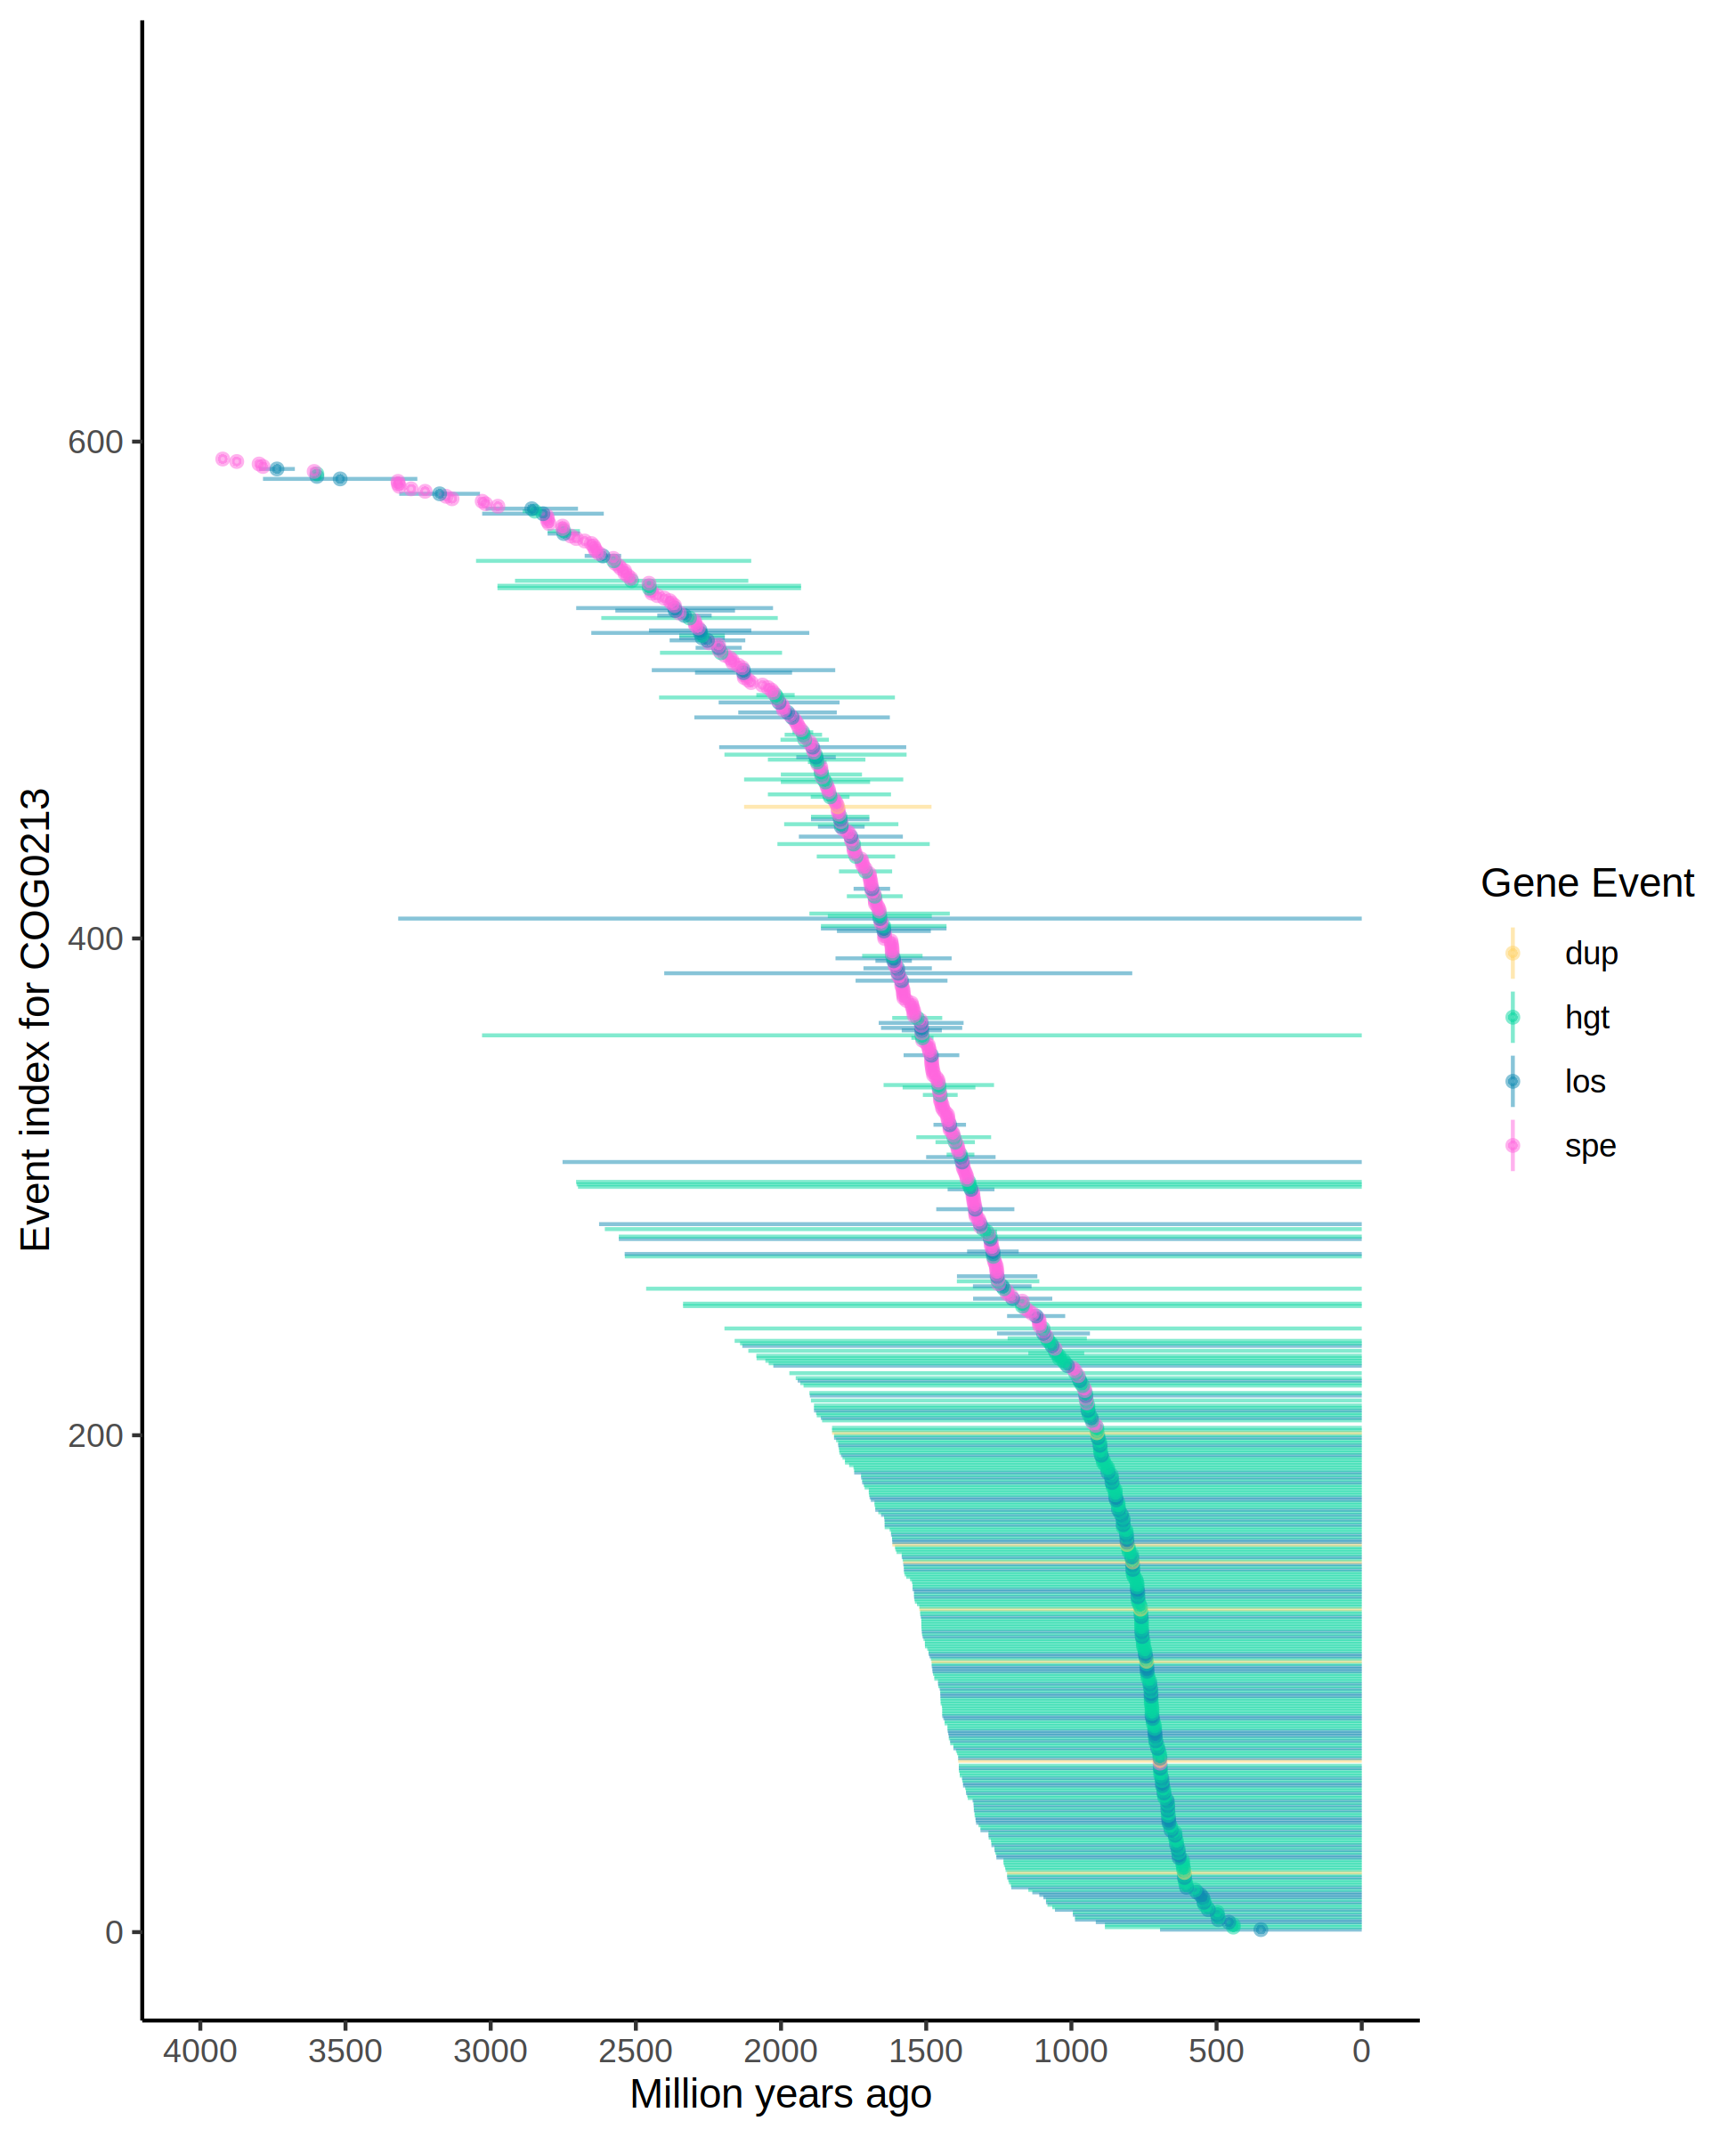 600
400
200
0
Event index for COG0213
4000 3500 3000 2500 2000 1500 1000 500 0
Million years ago
Gene Event
dup
hgt
los
spe